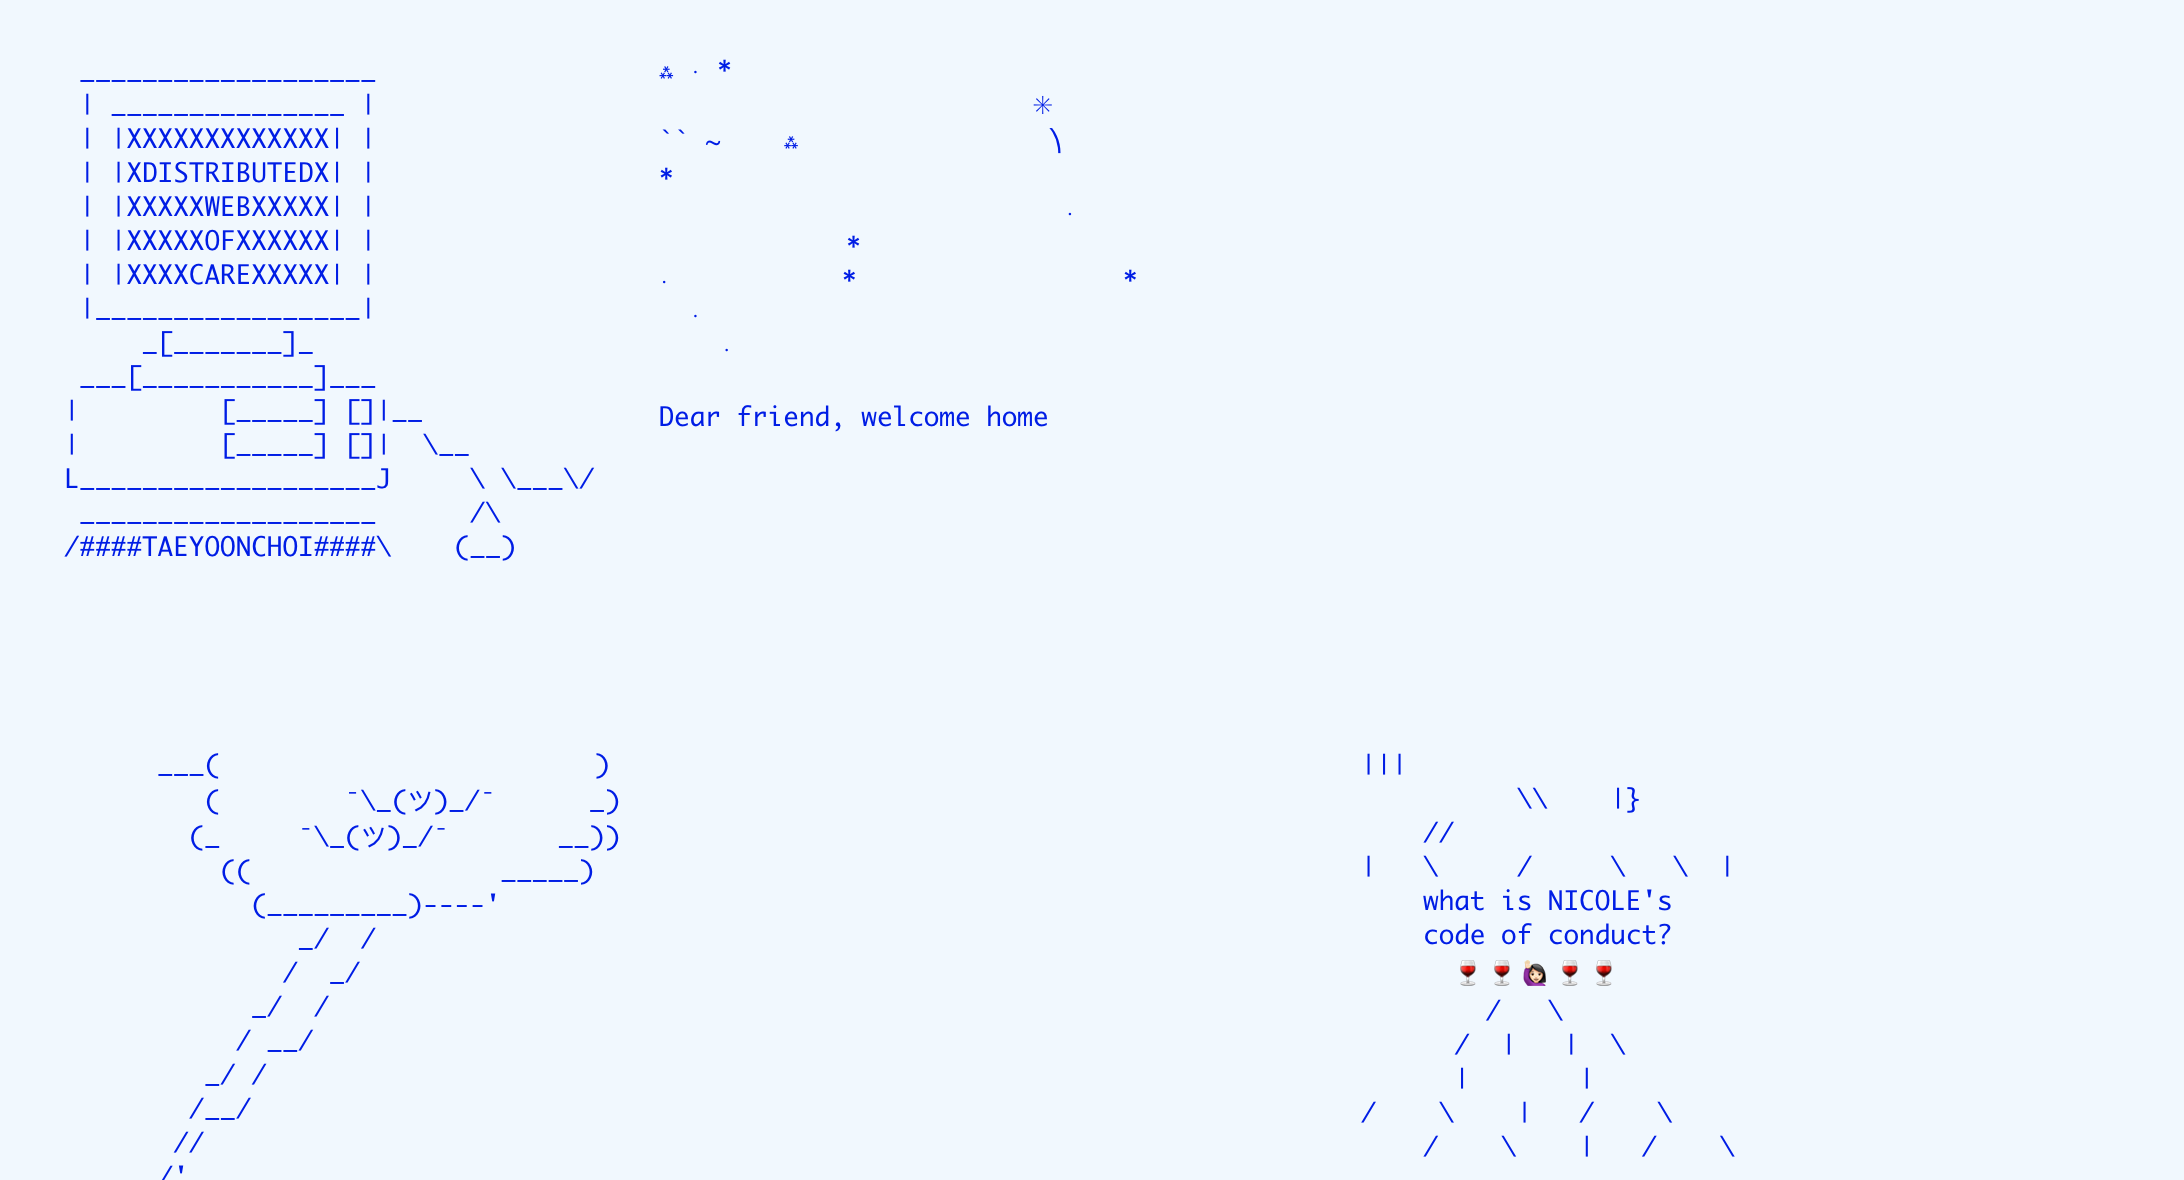 XXXXXXXXXXXXX
XDISTRIBUTEDX
XXXXXWEBXXXXX
XXXXXOFXXXXXX
XXXXCAREXXXXX
/####TAEYOONCHOI####\
Dear friend, welcome home
¯\_(ツ)_/¯
¯\_(ツ)_/¯
what is NICOLE's
code of conduct?
🍷🍷🙋🏻‍♀️🍷🍷